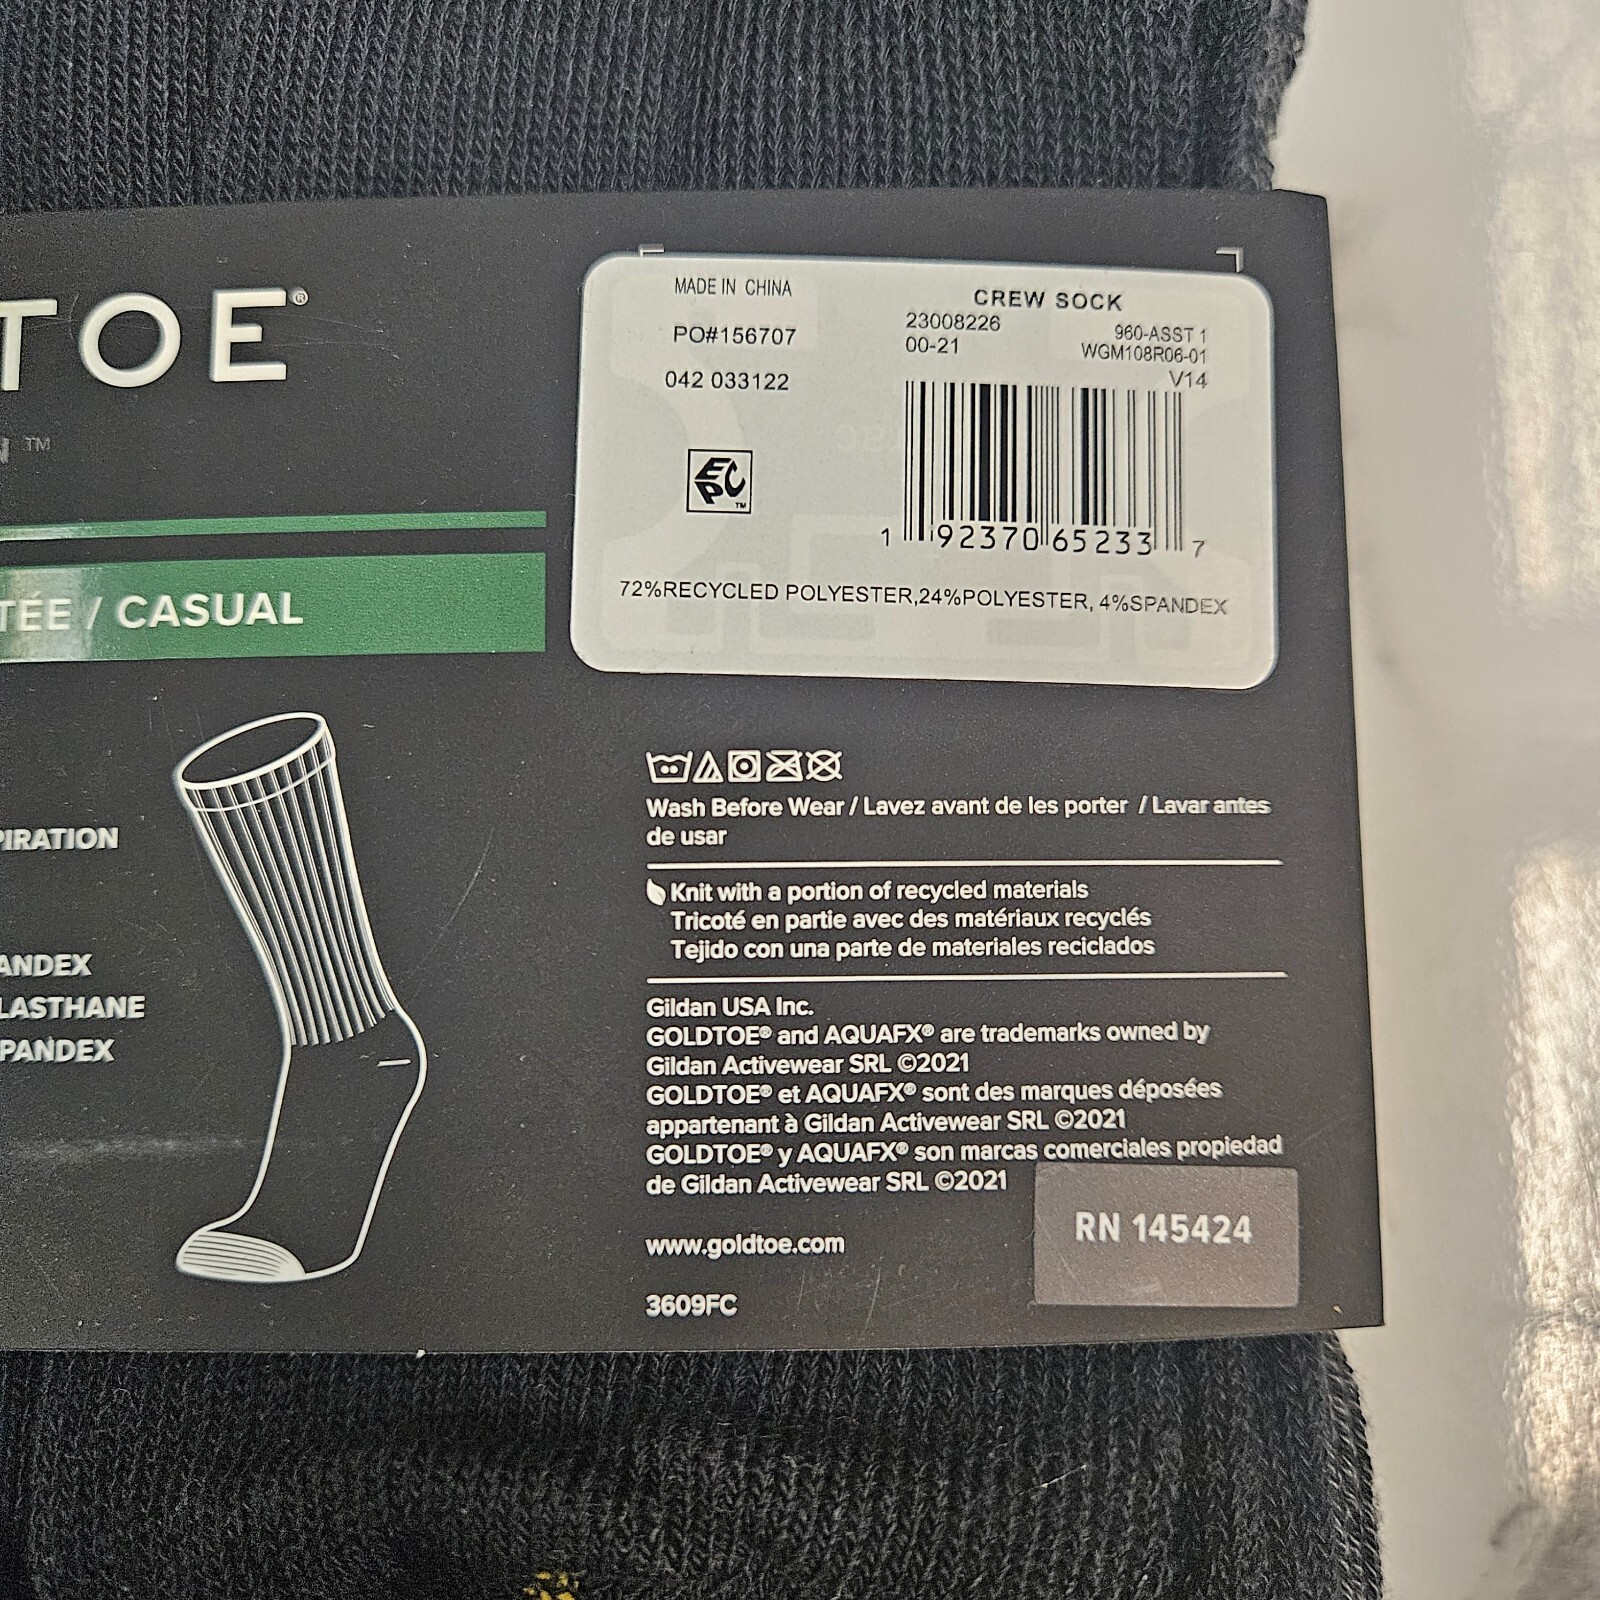 TOE®
™
TÉE / CASUAL
PIRATION
ANDEX
LASTHANE
PANDEX
MADE IN CHINA
PO#156707
042 033122
CREW SOCK
23008226
00-21
960-ASST 1
WGM108R06-01
V14
EPC™
1 92370 65233 7
72%RECYCLED POLYESTER,24%POLYESTER, 4%SPANDEX
Wash Before Wear / Lavez avant de les porter / Lavar antes
de usar
Knit with a portion of recycled materials
Tricoté en partie avec des matériaux recyclés
Tejido con una parte de materiales reciclados
Gildan USA Inc.
GOLDTOE® and AQUAFX® are trademarks owned by
Gildan Activewear SRL ©2021
GOLDTOE® et AQUAFX® sont des marques déposées
appartenant à Gildan Activewear SRL ©2021
GOLDTOE® y AQUAFX® son marcas comerciales propiedad
de Gildan Activewear SRL ©2021
www.goldtoe.com
RN 145424
3609FC